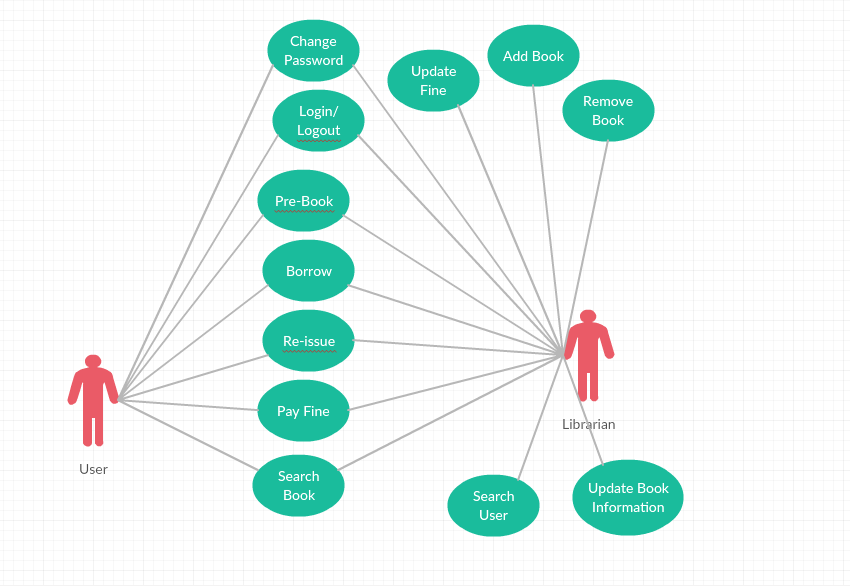 Change
Password
Update
Fine
Add Book
Remove
Book
Login/
Logout
Pre-Book
Borrow
Re-issue
Pay Fine
Search
Book
User
Librarian
Search
User
Update Book
Information